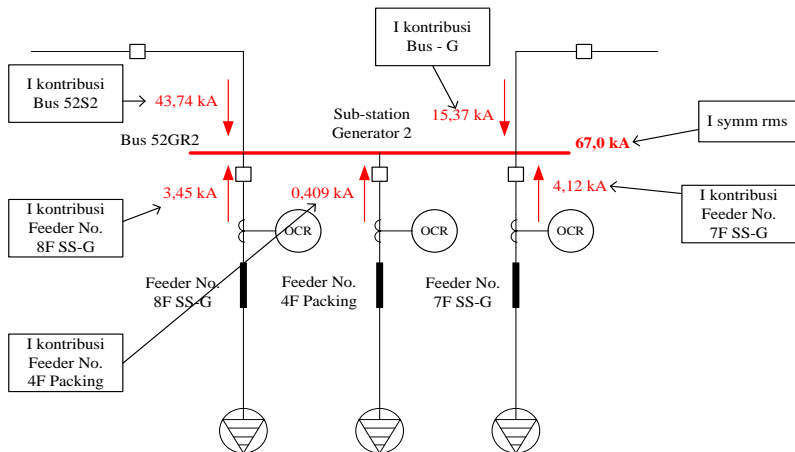 I kontribusi
Bus - G
I kontribusi
Bus 52S2
43,74 kA
Sub-station
Generator 2
15,37 kA
I symm rms
Bus 52GR2
67,0 kA
I kontribusi
Feeder No.
8F SS-G
3,45 kA
0,409 kA
4,12 kA
I kontribusi
Feeder No.
7F SS-G
OCR
OCR
OCR
Feeder No.
8F SS-G
Feeder No.
4F Packing
Feeder No.
7F SS-G
I kontribusi
Feeder No.
4F Packing